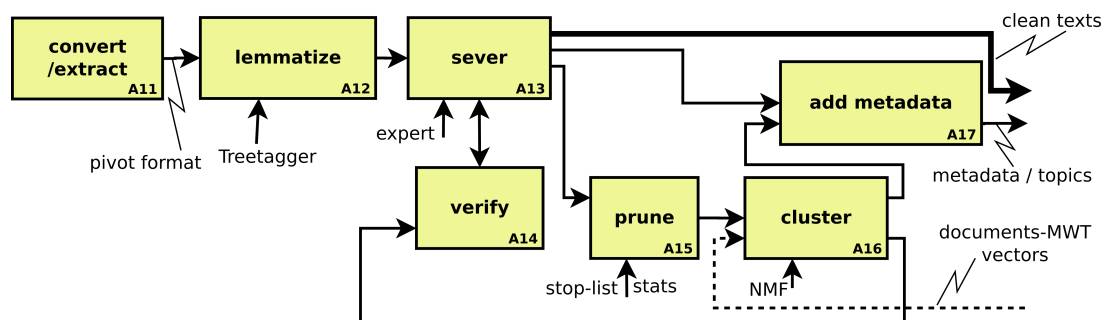 clean texts
convert
/extract
A11
lemmatize
A12
sever
A13
add metadata
A17
expert
pivot format
Treetagger
metadata / topics
verify
A14
prune
A15
cluster
A16
documents-MWT
vectors
stop-list
stats
NMF